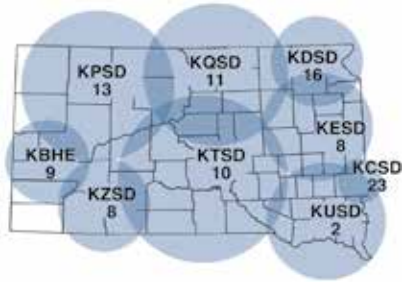 KPSD
13
KQSD
11
KDSD
16
KBHE
9
KZSD
8
KTSD
10
KESD
8
KCSD
23
KUSD
2